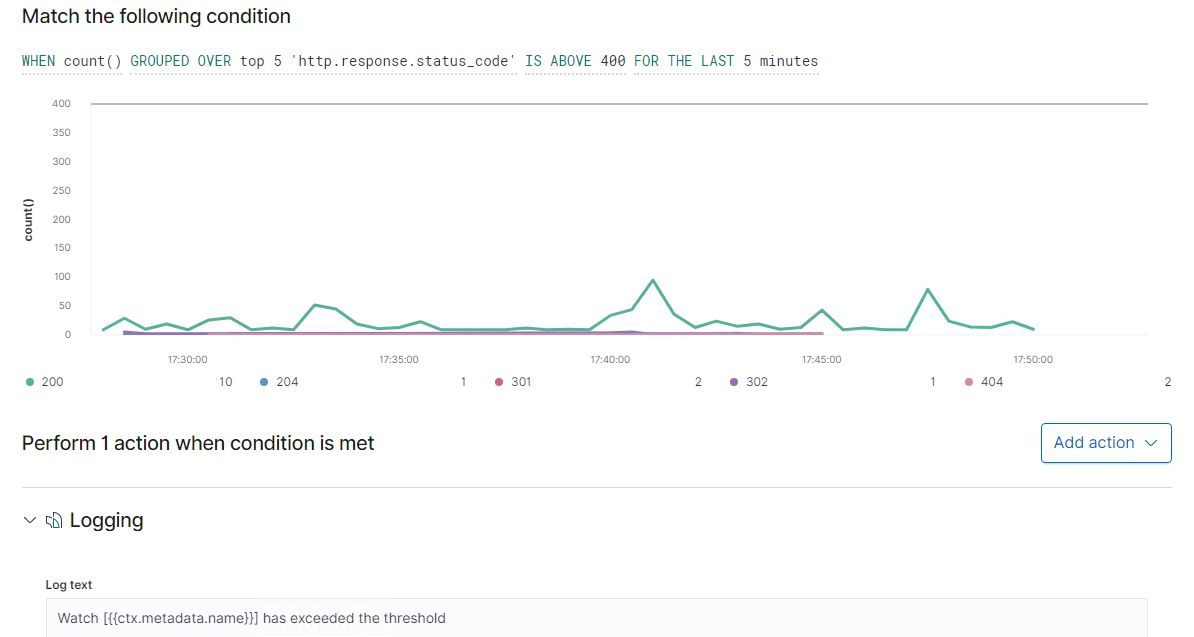 Match the following condition
WHEN count() GROUPED OVER top 5 'http.response.status_code' IS ABOVE 400 FOR THE LAST 5 minutes
400
350
300
250
200
150
100
50
0
count()
17:30:00 17:35:00 17:40:00 17:45:00 17:50:00
200 10 204 1 301 2 302 1 404 2
Perform 1 action when condition is met
Add action
Logging
Log text
Watch [{{ctx.metadata.name}}] has exceeded the threshold